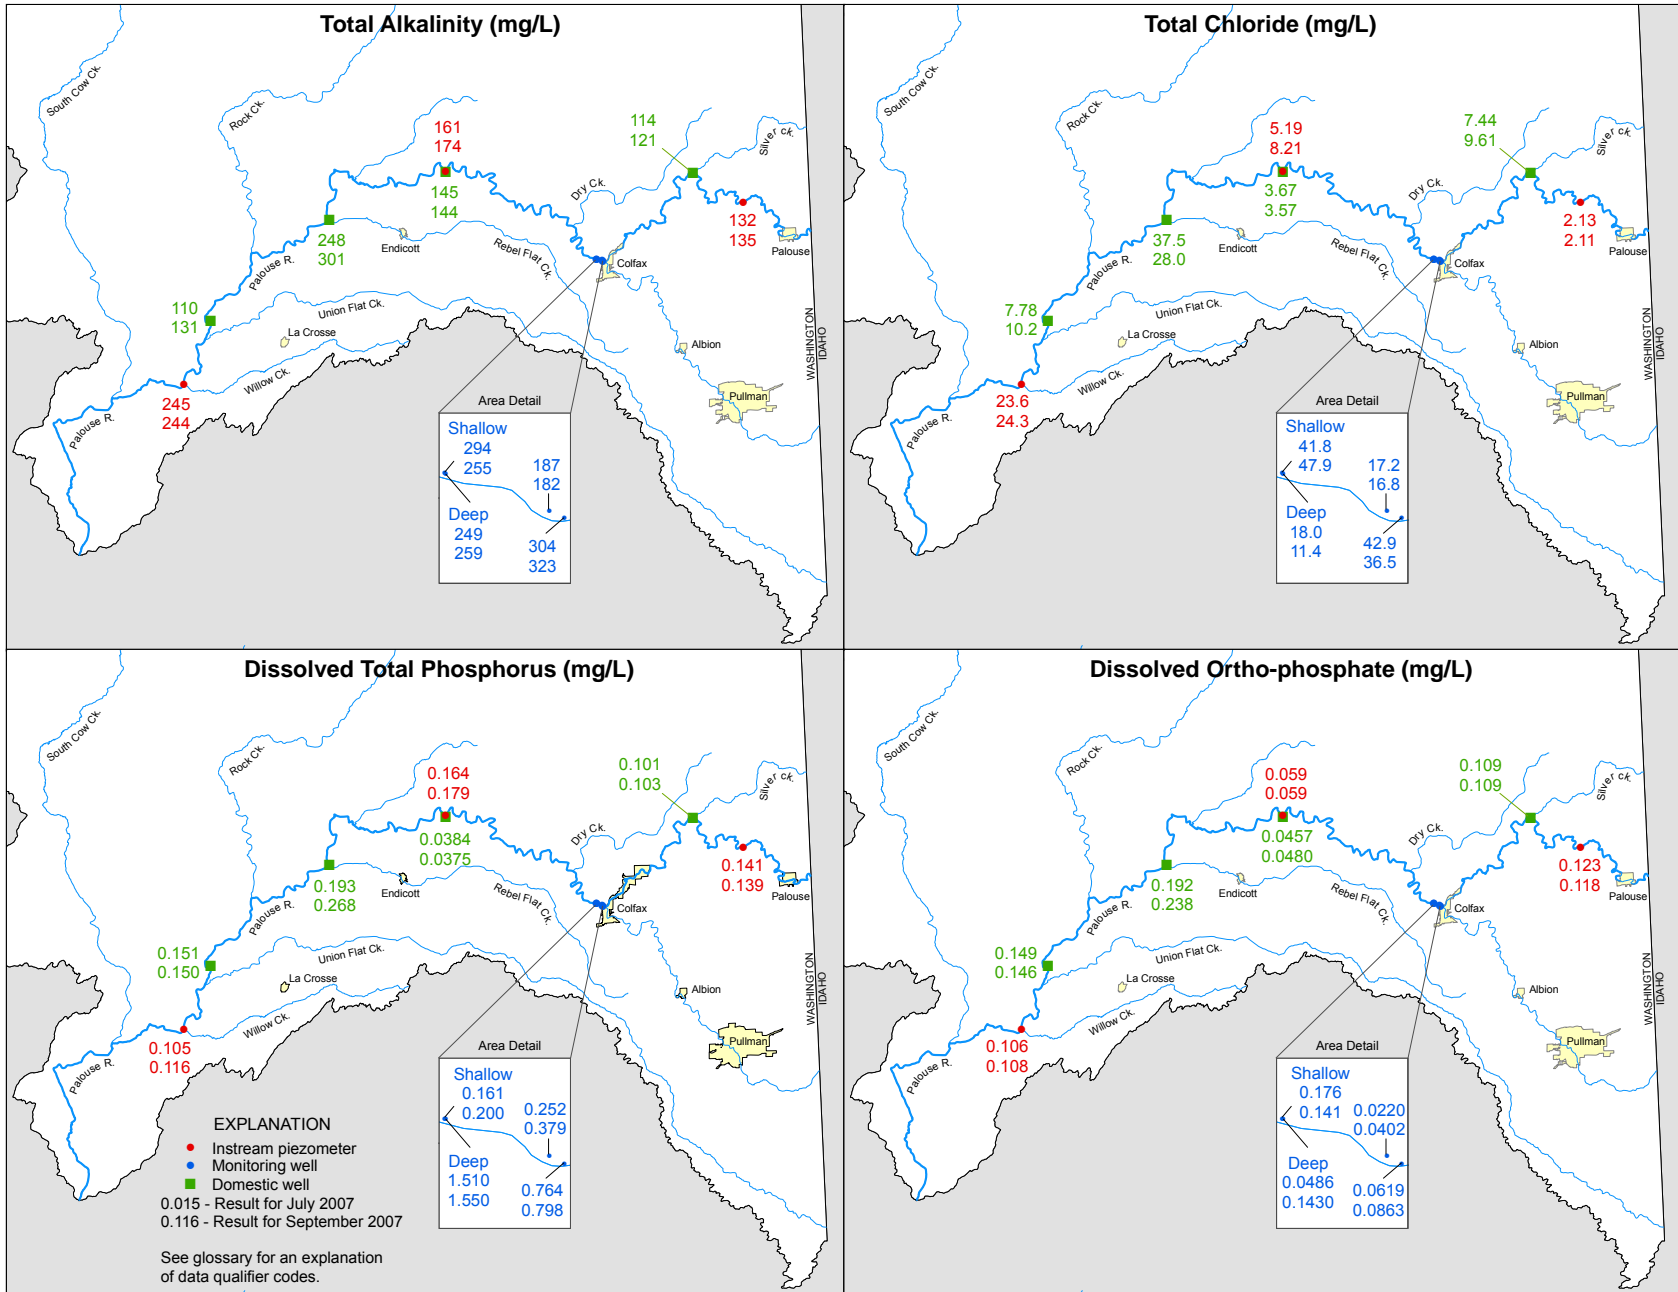 Total Alkalinity (mg/L)
South Cow Ck.
Rock Ck.
161
174
114
121
Silver ck.
Dry Ck.
145
144
132
135
248
301
Endicott
Rebel Flat Ck.
Palouse
Colfax
Palouse R.
110
131
Union Flat Ck.
La Crosse
Albion
WASHINGTON
IDAHO
Willow Ck.
245
244
Palouse R.
Pullman
Area Detail
Shallow
294
255
187
182
Deep
249
259
304
323
Total Chloride (mg/L)
South Cow Ck.
Rock Ck.
5.19
8.21
7.44
9.61
Silver ck.
Dry Ck.
3.67
3.57
2.13
2.11
37.5
28.0
Endicott
Rebel Flat Ck.
Palouse
Colfax
Palouse R.
7.78
10.2
Union Flat Ck.
La Crosse
Albion
WASHINGTON
IDAHO
Willow Ck.
23.6
24.3
Palouse R.
Pullman
Area Detail
Shallow
41.8
47.9
17.2
16.8
Deep
18.0
11.4
42.9
36.5
Dissolved Total Phosphorus (mg/L)
South Cow Ck.
Rock Ck.
0.164
0.179
0.101
0.103
Silver ck.
Dry Ck.
0.0384
0.0375
0.141
0.139
0.193
0.268
Endicott
Rebel Flat Ck.
Palouse
Colfax
Palouse R.
0.151
0.150
Union Flat Ck.
La Crosse
Albion
WASHINGTON
IDAHO
Willow Ck.
0.105
0.116
Palouse R.
Pullman
Area Detail
Shallow
0.161
0.200
0.252
0.379
Deep
1.510
1.550
0.764
0.798
EXPLANATION
Instream piezometer
Monitoring well
Domestic well
0.015 - Result for July 2007
0.116 - Result for September 2007
See glossary for an explanation
of data qualifier codes.
Dissolved Ortho-phosphate (mg/L)
South Cow Ck.
Rock Ck.
0.059
0.059
0.109
0.109
Silver ck.
Dry Ck.
0.0457
0.0480
0.123
0.118
0.192
0.238
Endicott
Rebel Flat Ck.
Palouse
Colfax
Palouse R.
0.149
0.146
Union Flat Ck.
La Crosse
Albion
WASHINGTON
IDAHO
Willow Ck.
0.106
0.108
Palouse R.
Pullman
Area Detail
Shallow
0.176
0.141
0.0220
0.0402
Deep
0.0486
0.1430
0.0619
0.0863